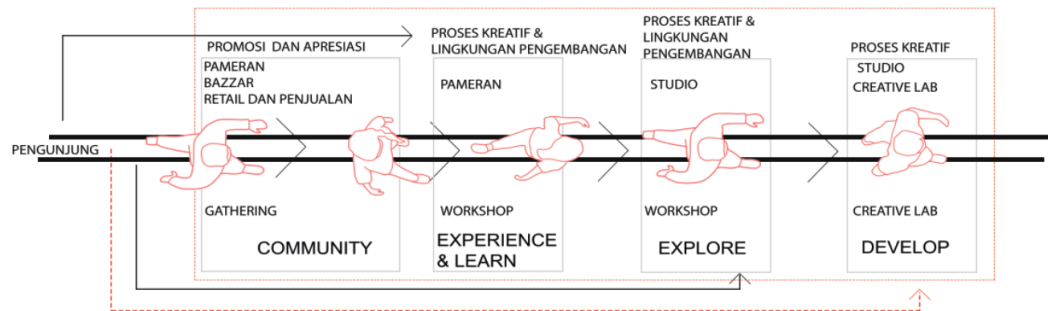 PENGUNJUNG
PROMOSI DAN APRESIASI
PAMERAN
BAZZAR
RETAIL DAN PENJUALAN
GATHERING
COMMUNITY
PROSES KREATIF &
LINGKUNGAN PENGEMBANGAN
PAMERAN
WORKSHOP
EXPERIENCE
& LEARN
PROSES KREATIF &
LINGKUNGAN
PENGEMBANGAN
STUDIO
WORKSHOP
EXPLORE
PROSES KREATIF
STUDIO
CREATIVE LAB
CREATIVE LAB
DEVELOP